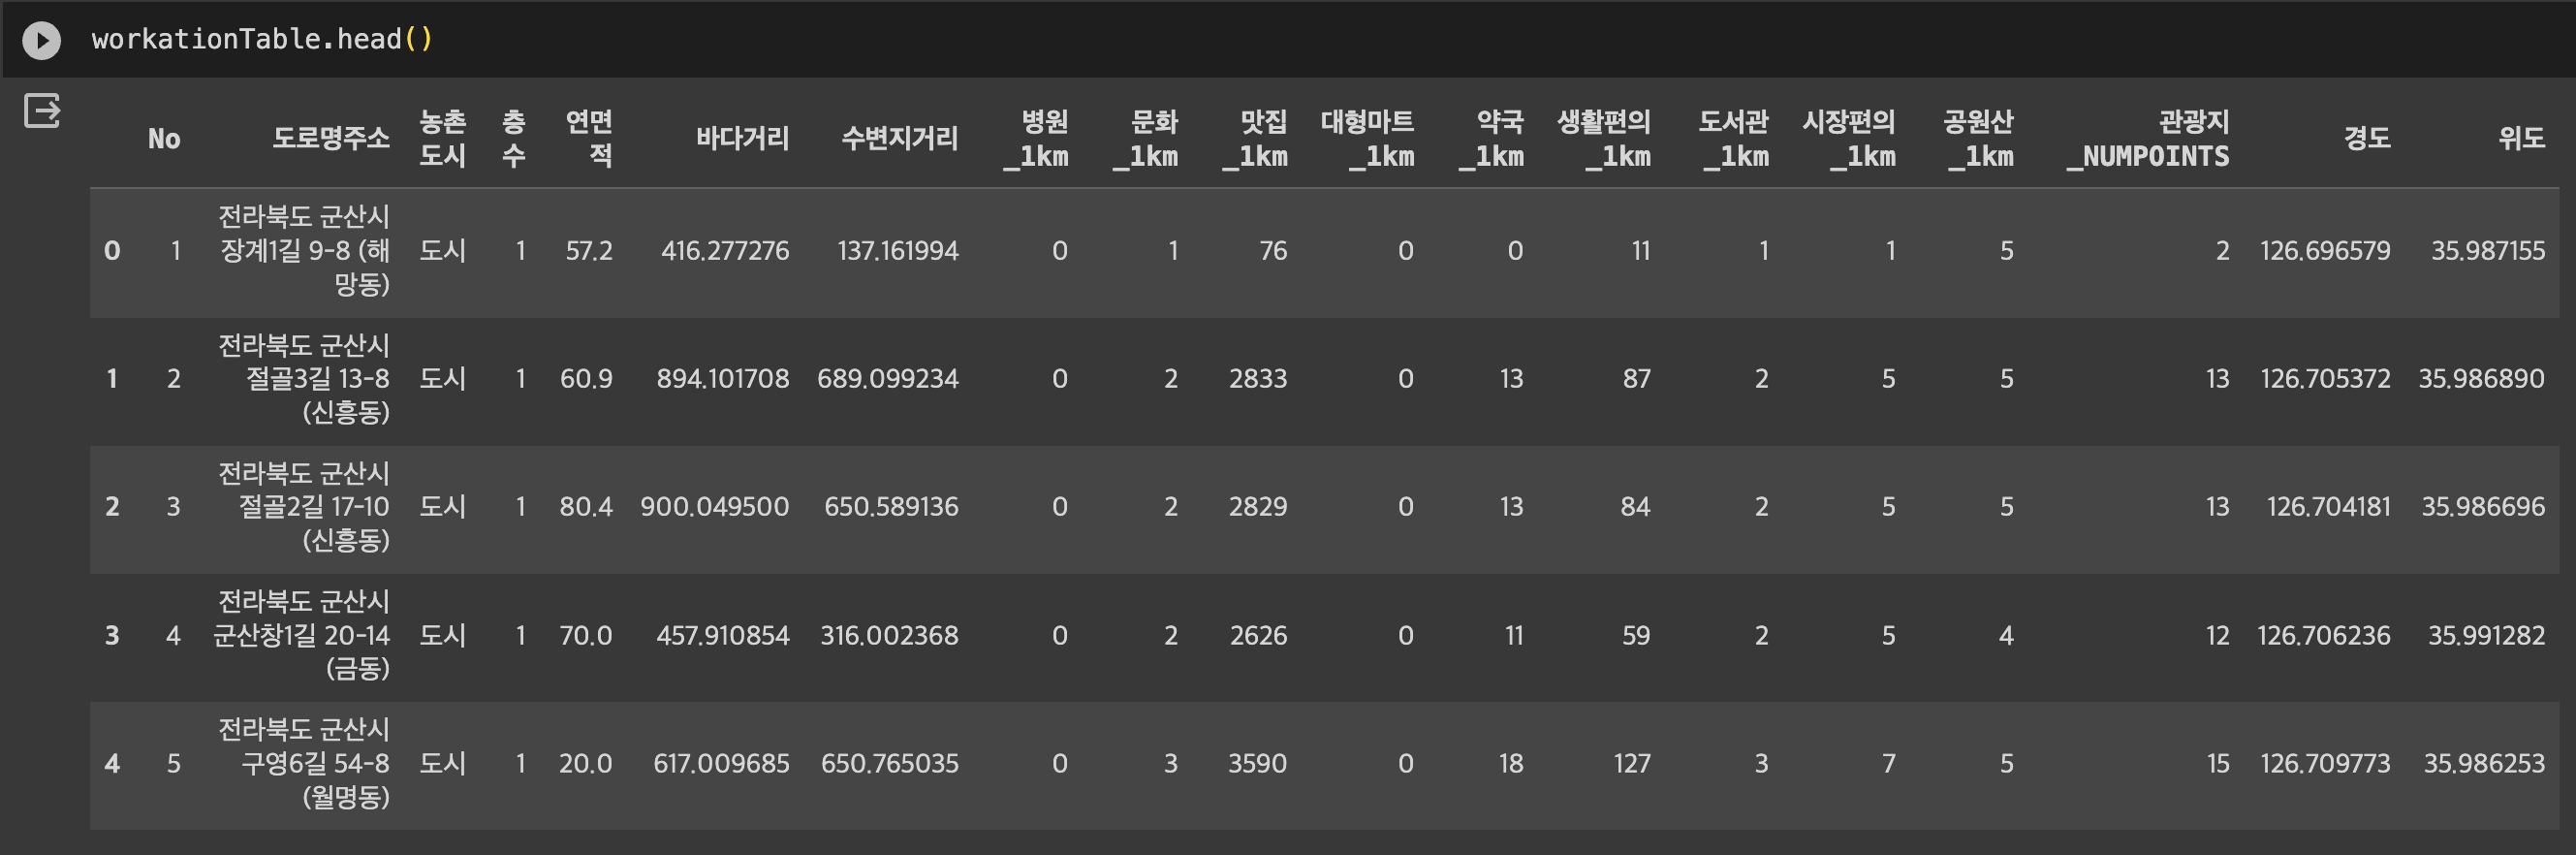 workationTable.head()
No 도로명주소 농촌도시 층수 연면적 바다거리 수변지거리 병원_1km 문화_1km 맛집_1km 대형마트_1km 약국_1km 생활편의_1km 도서관_1km 시장편의_1km 공원산_1km 관광지_NUMPOINTS 경도 위도
0 1 전라북도 군산시 장계1길 9-8 (해망동) 도시 1 57.2 416.277276 137.161994 0 1 76 0 0 11 1 1 5 2 126.696579 35.987155
1 2 전라북도 군산시 절골3길 13-8 (신흥동) 도시 1 60.9 894.101708 689.099234 0 2 2833 0 13 87 2 5 5 13 126.705372 35.986890
2 3 전라북도 군산시 절골2길 17-10 (신흥동) 도시 1 80.4 900.049500 650.589136 0 2 2829 0 13 84 2 5 5 13 126.704181 35.986696
3 4 전라북도 군산시 군산창1길 20-14 (금동) 도시 1 70.0 457.910854 316.002368 0 2 2626 0 11 59 2 5 4 12 126.706236 35.991282
4 5 전라북도 군산시 구영6길 54-8 (월명동) 도시 1 20.0 617.009685 650.765035 0 3 3590 0 18 127 3 7 5 15 126.709773 35.986253